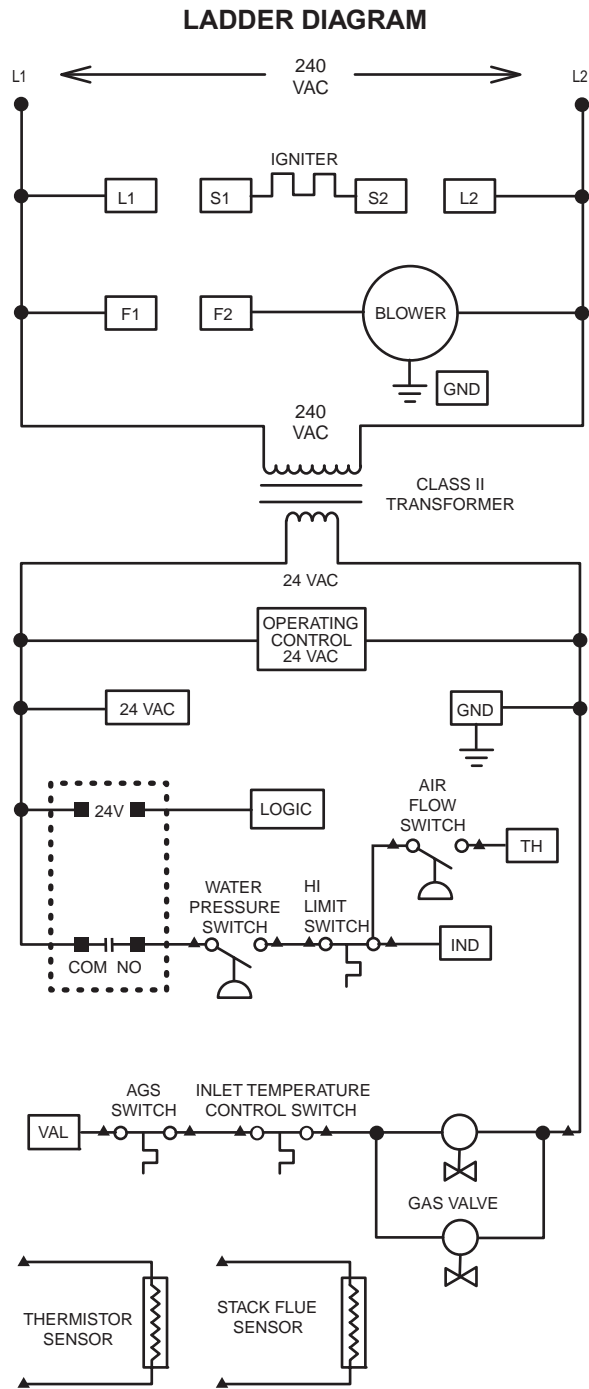 LADDER DIAGRAM
L1
240
VAC
L2
IGNITER
L1
S1
S2
L2
F1
F2
BLOWER
GND
240
VAC
CLASS II
TRANSFORMER
24 VAC
OPERATING
CONTROL
24 VAC
24 VAC
GND
24V
LOGIC
AIR
FLOW
SWITCH
TH
WATER
PRESSURE
SWITCH
HI
LIMIT
SWITCH
IND
COM NO
AGS
SWITCH
INLET TEMPERATURE
CONTROL SWITCH
VAL
GAS VALVE
THERMISTOR
SENSOR
STACK FLUE
SENSOR